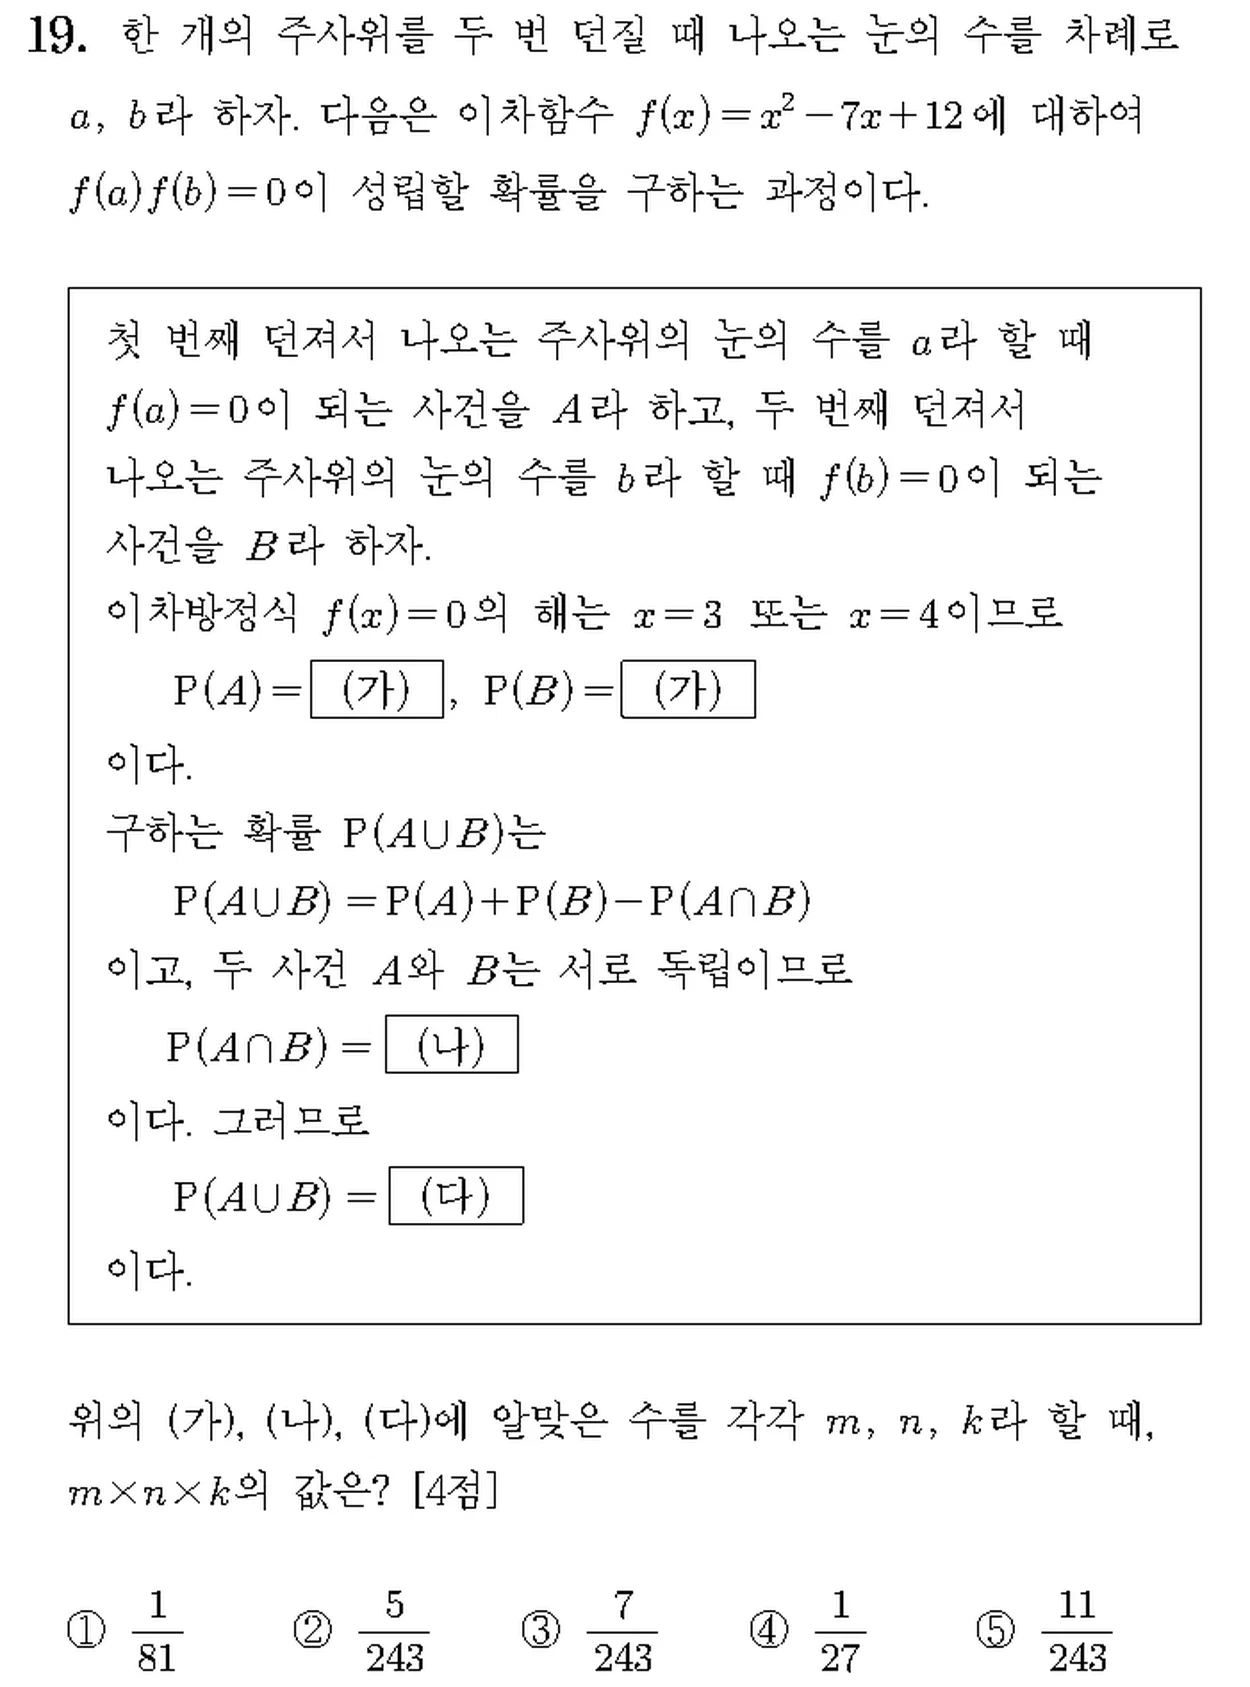 19. 한 개의 주사위를 두 번 던질 때 나오는 눈의 수를 차례로
a, b라 하자. 다음은 이차함수 f(x)=x²-7x+12에 대하여
f(a)f(b)=0이 성립할 확률을 구하는 과정이다.
첫 번째 던져서 나오는 주사위의 눈의 수를 a라 할 때
f(a)=0이 되는 사건을 A라 하고, 두 번째 던져서
나오는 주사위의 눈의 수를 b라 할 때 f(b)=0이 되는
사건을 B라 하자.
이차방정식 f(x)=0의 해는 x=3 또는 x=4이므로
P(A)= (가) , P(B)= (가)
이다.
구하는 확률 P(A∪B)는
P(A∪B)=P(A)+P(B)-P(A∩B)
이고, 두 사건 A와 B는 서로 독립이므로
P(A∩B)= (나)
이다. 그러므로
P(A∪B)= (다)
이다.
위의 (가), (나), (다)에 알맞은 수를 각각 m, n, k라 할 때,
m×n×k의 값은? [4점]
① 1/81 ② 5/243 ③ 7/243 ④ 1/27 ⑤ 11/243